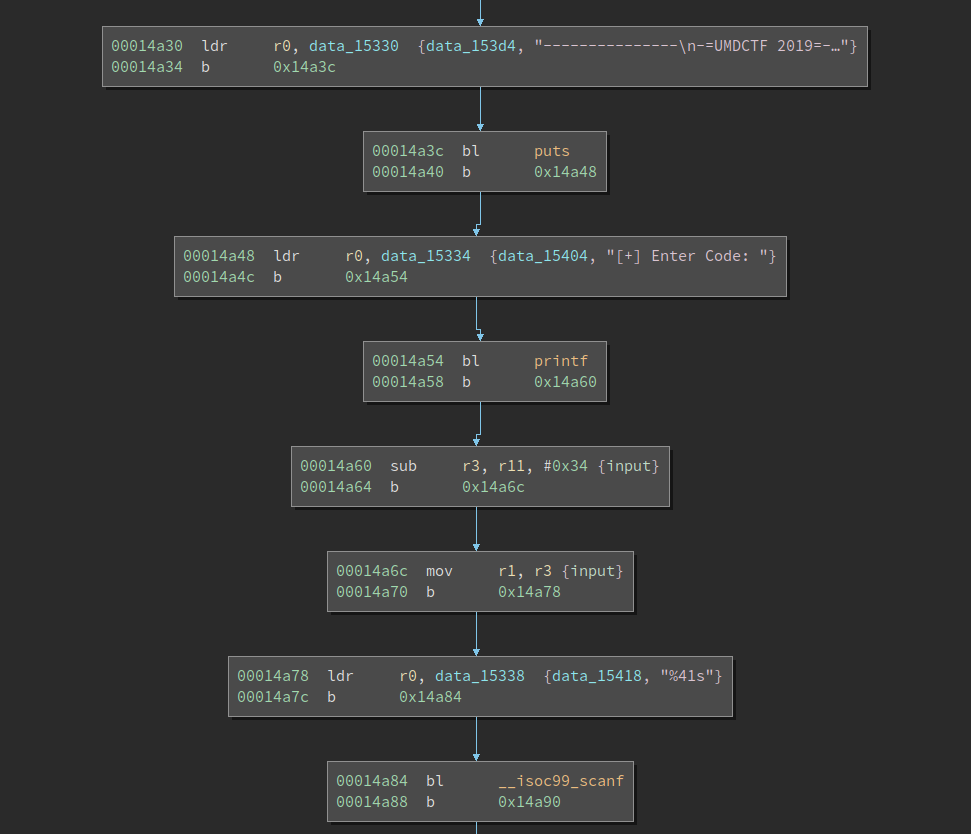 00014a30 ldr r0, data_15330 {data_153d4, "---------------\n-=UMDCTF 2019=-…"}
00014a34 b 0x14a3c
00014a3c bl puts
00014a40 b 0x14a48
00014a48 ldr r0, data_15334 {data_15404, "[+] Enter Code: "}
00014a4c b 0x14a54
00014a54 bl printf
00014a58 b 0x14a60
00014a60 sub r3, r11, #0x34 {input}
00014a64 b 0x14a6c
00014a6c mov r1, r3 {input}
00014a70 b 0x14a78
00014a78 ldr r0, data_15338 {data_15418, "%41s"}
00014a7c b 0x14a84
00014a84 bl __isoc99_scanf
00014a88 b 0x14a90